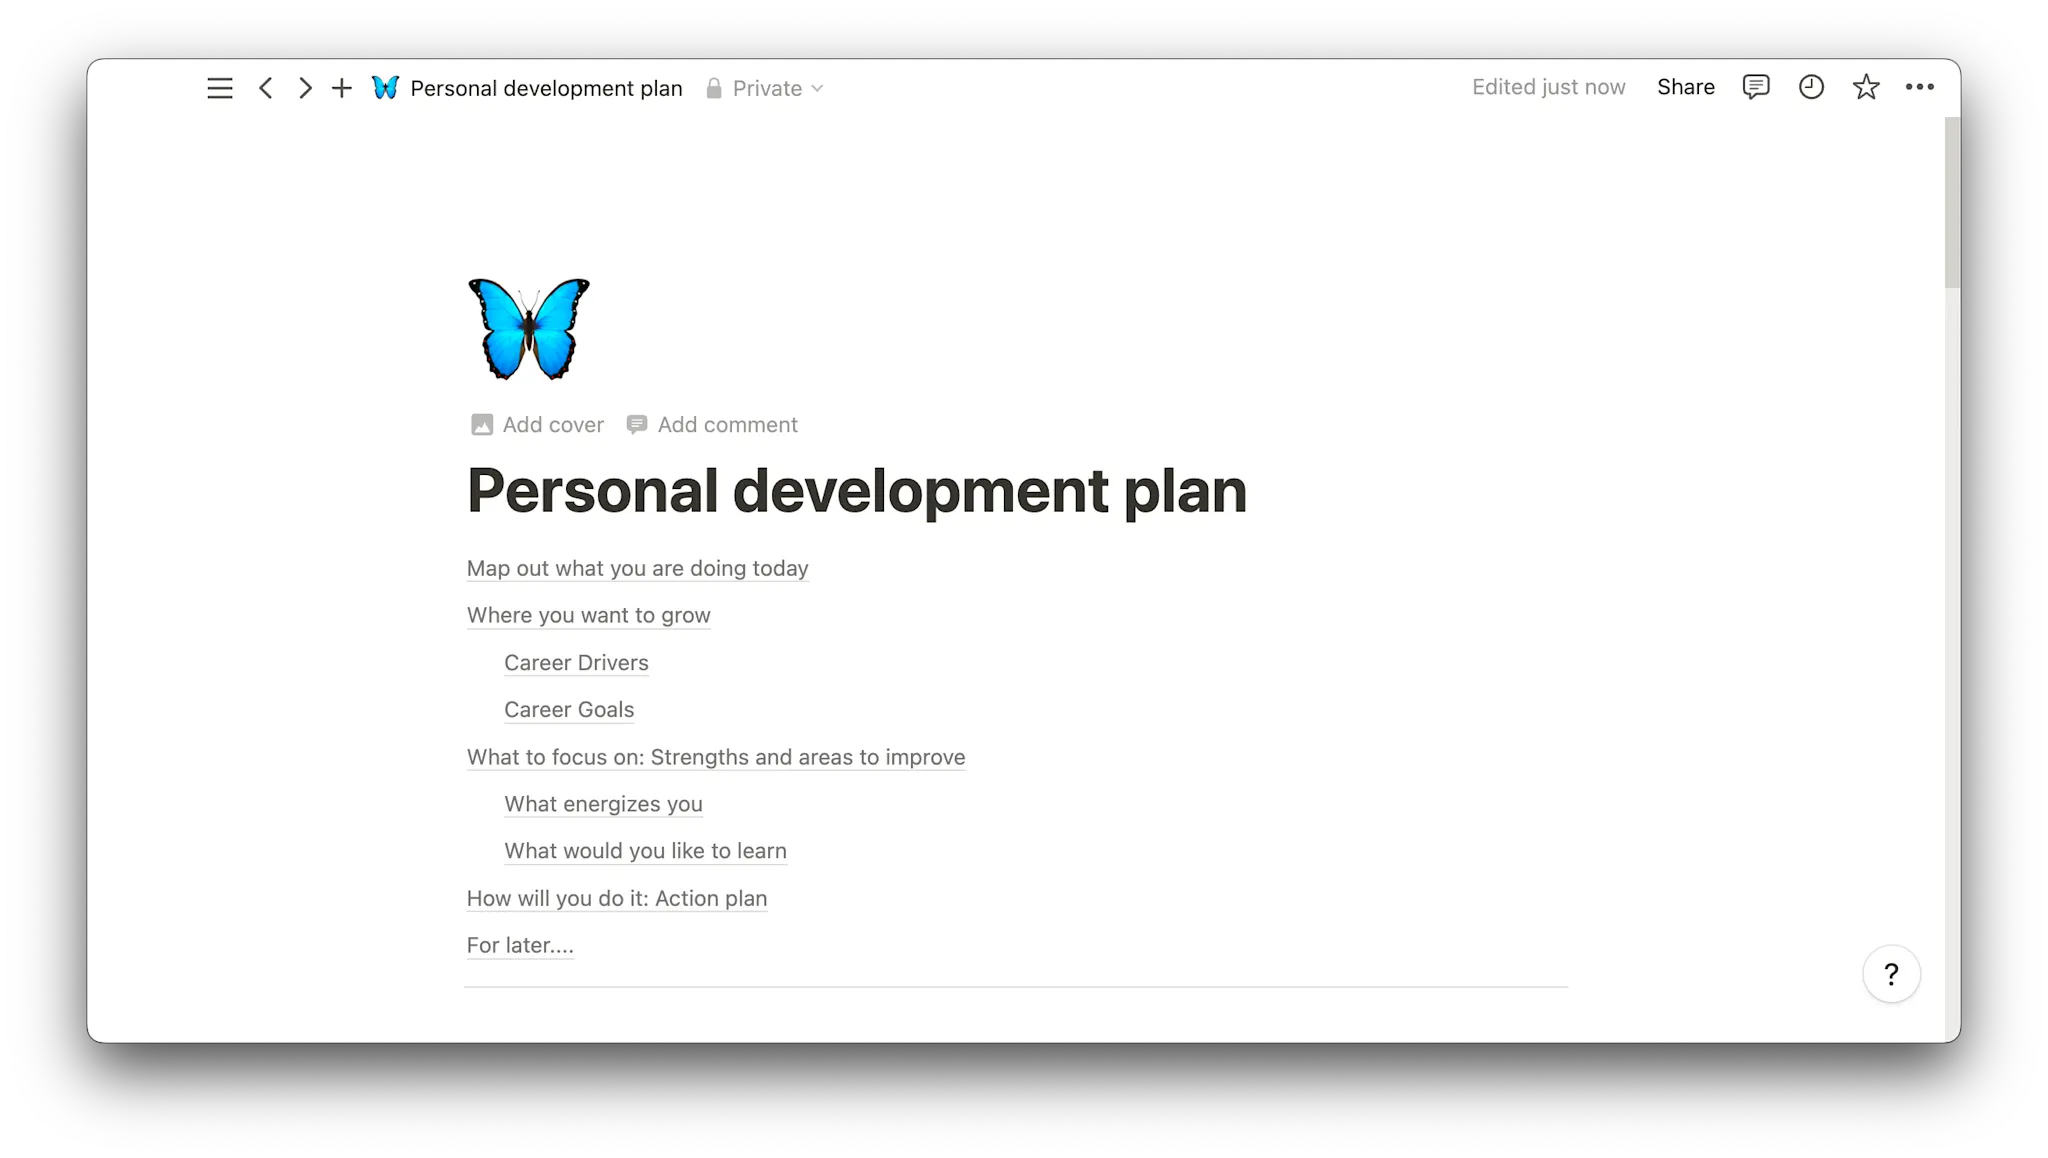 Personal development plan Private Edited just now Share
Add cover Add comment
Personal development plan
Map out what you are doing today
Where you want to grow
Career Drivers
Career Goals
What to focus on: Strengths and areas to improve
What energizes you
What would you like to learn
How will you do it: Action plan
For later....
?